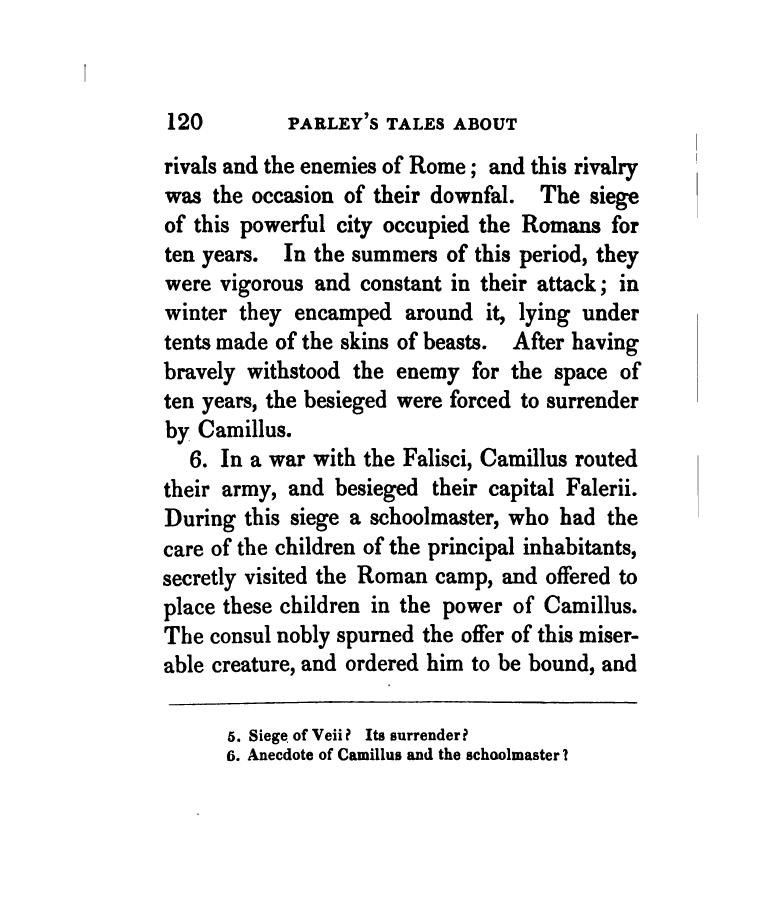 120 PARLEY'S TALES ABOUT
rivals and the enemies of Rome; and this rivalry
was the occasion of their downfal. The siege
of this powerful city occupied the Romans for
ten years. In the summers of this period, they
were vigorous and constant in their attack; in
winter they encamped around it, lying under
tents made of the skins of beasts. After having
bravely withstood the enemy for the space of
ten years, the besieged were forced to surrender
by Camillus.
6. In a war with the Falisci, Camillus routed
their army, and besieged their capital Falerii.
During this siege a schoolmaster, who had the
care of the children of the principal inhabitants,
secretly visited the Roman camp, and offered to
place these children in the power of Camillus.
The consul nobly spurned the offer of this miser-
able creature, and ordered him to be bound, and
5. Siege of Veii? Its surrender?
6. Anecdote of Camillus and the schoolmaster?